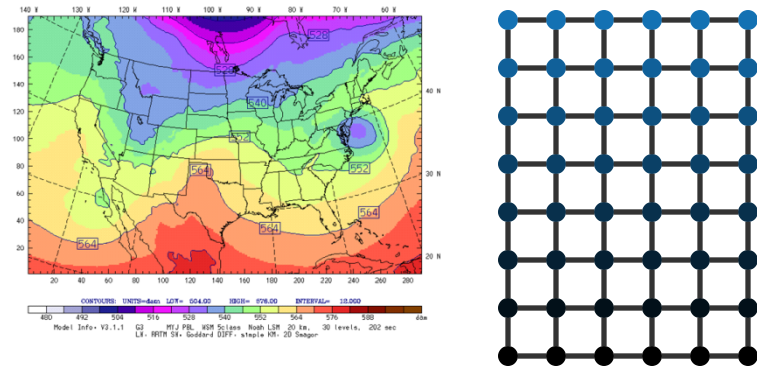 140 W
130 W
120 W
110 W
100 W
90 W
80 W
70 W
60 W
180
160
140
120
100
80
60
40
20
528
529
540
552
564
552
564
564
564
40 N
30 N
20 N
20 40 60 80 100 120 140 160 180 200 220 240 260 280
CONTOURS: UNITS=dam LOW= 504.00 HIGH= 576.00 INTERVAL= 12.000
480 492 504 516 528 540 552 564 576 588 dam
Model Info: V3.1.1 G3 MYJ PBL WSM 5class Noah LSM 20 km, 30 levels, 202 sec
LW: RRTM SW: Goddard DIFF: simple KM: 2D Smagor